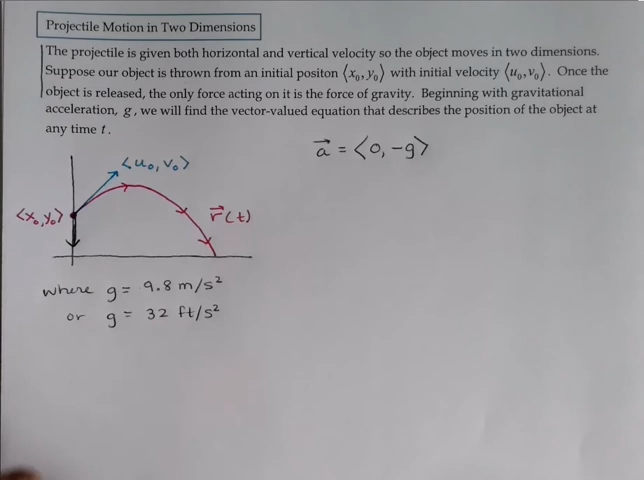 Projectile Motion in Two Dimensions
The projectile is given both horizontal and vertical velocity so the object moves in two dimensions.
Suppose our object is thrown from an initial positon ⟨x₀, y₀⟩ with initial velocity ⟨u₀, v₀⟩. Once the
object is released, the only force acting on it is the force of gravity. Beginning with gravitational
acceleration, g, we will find the vector-valued equation that describes the position of the object at
any time t.
a⃗ = ⟨0, -g⟩
⟨u₀, v₀⟩
⟨x₀, y₀⟩
r⃗(t)
where g = 9.8 m/s²
or g = 32 ft/s²